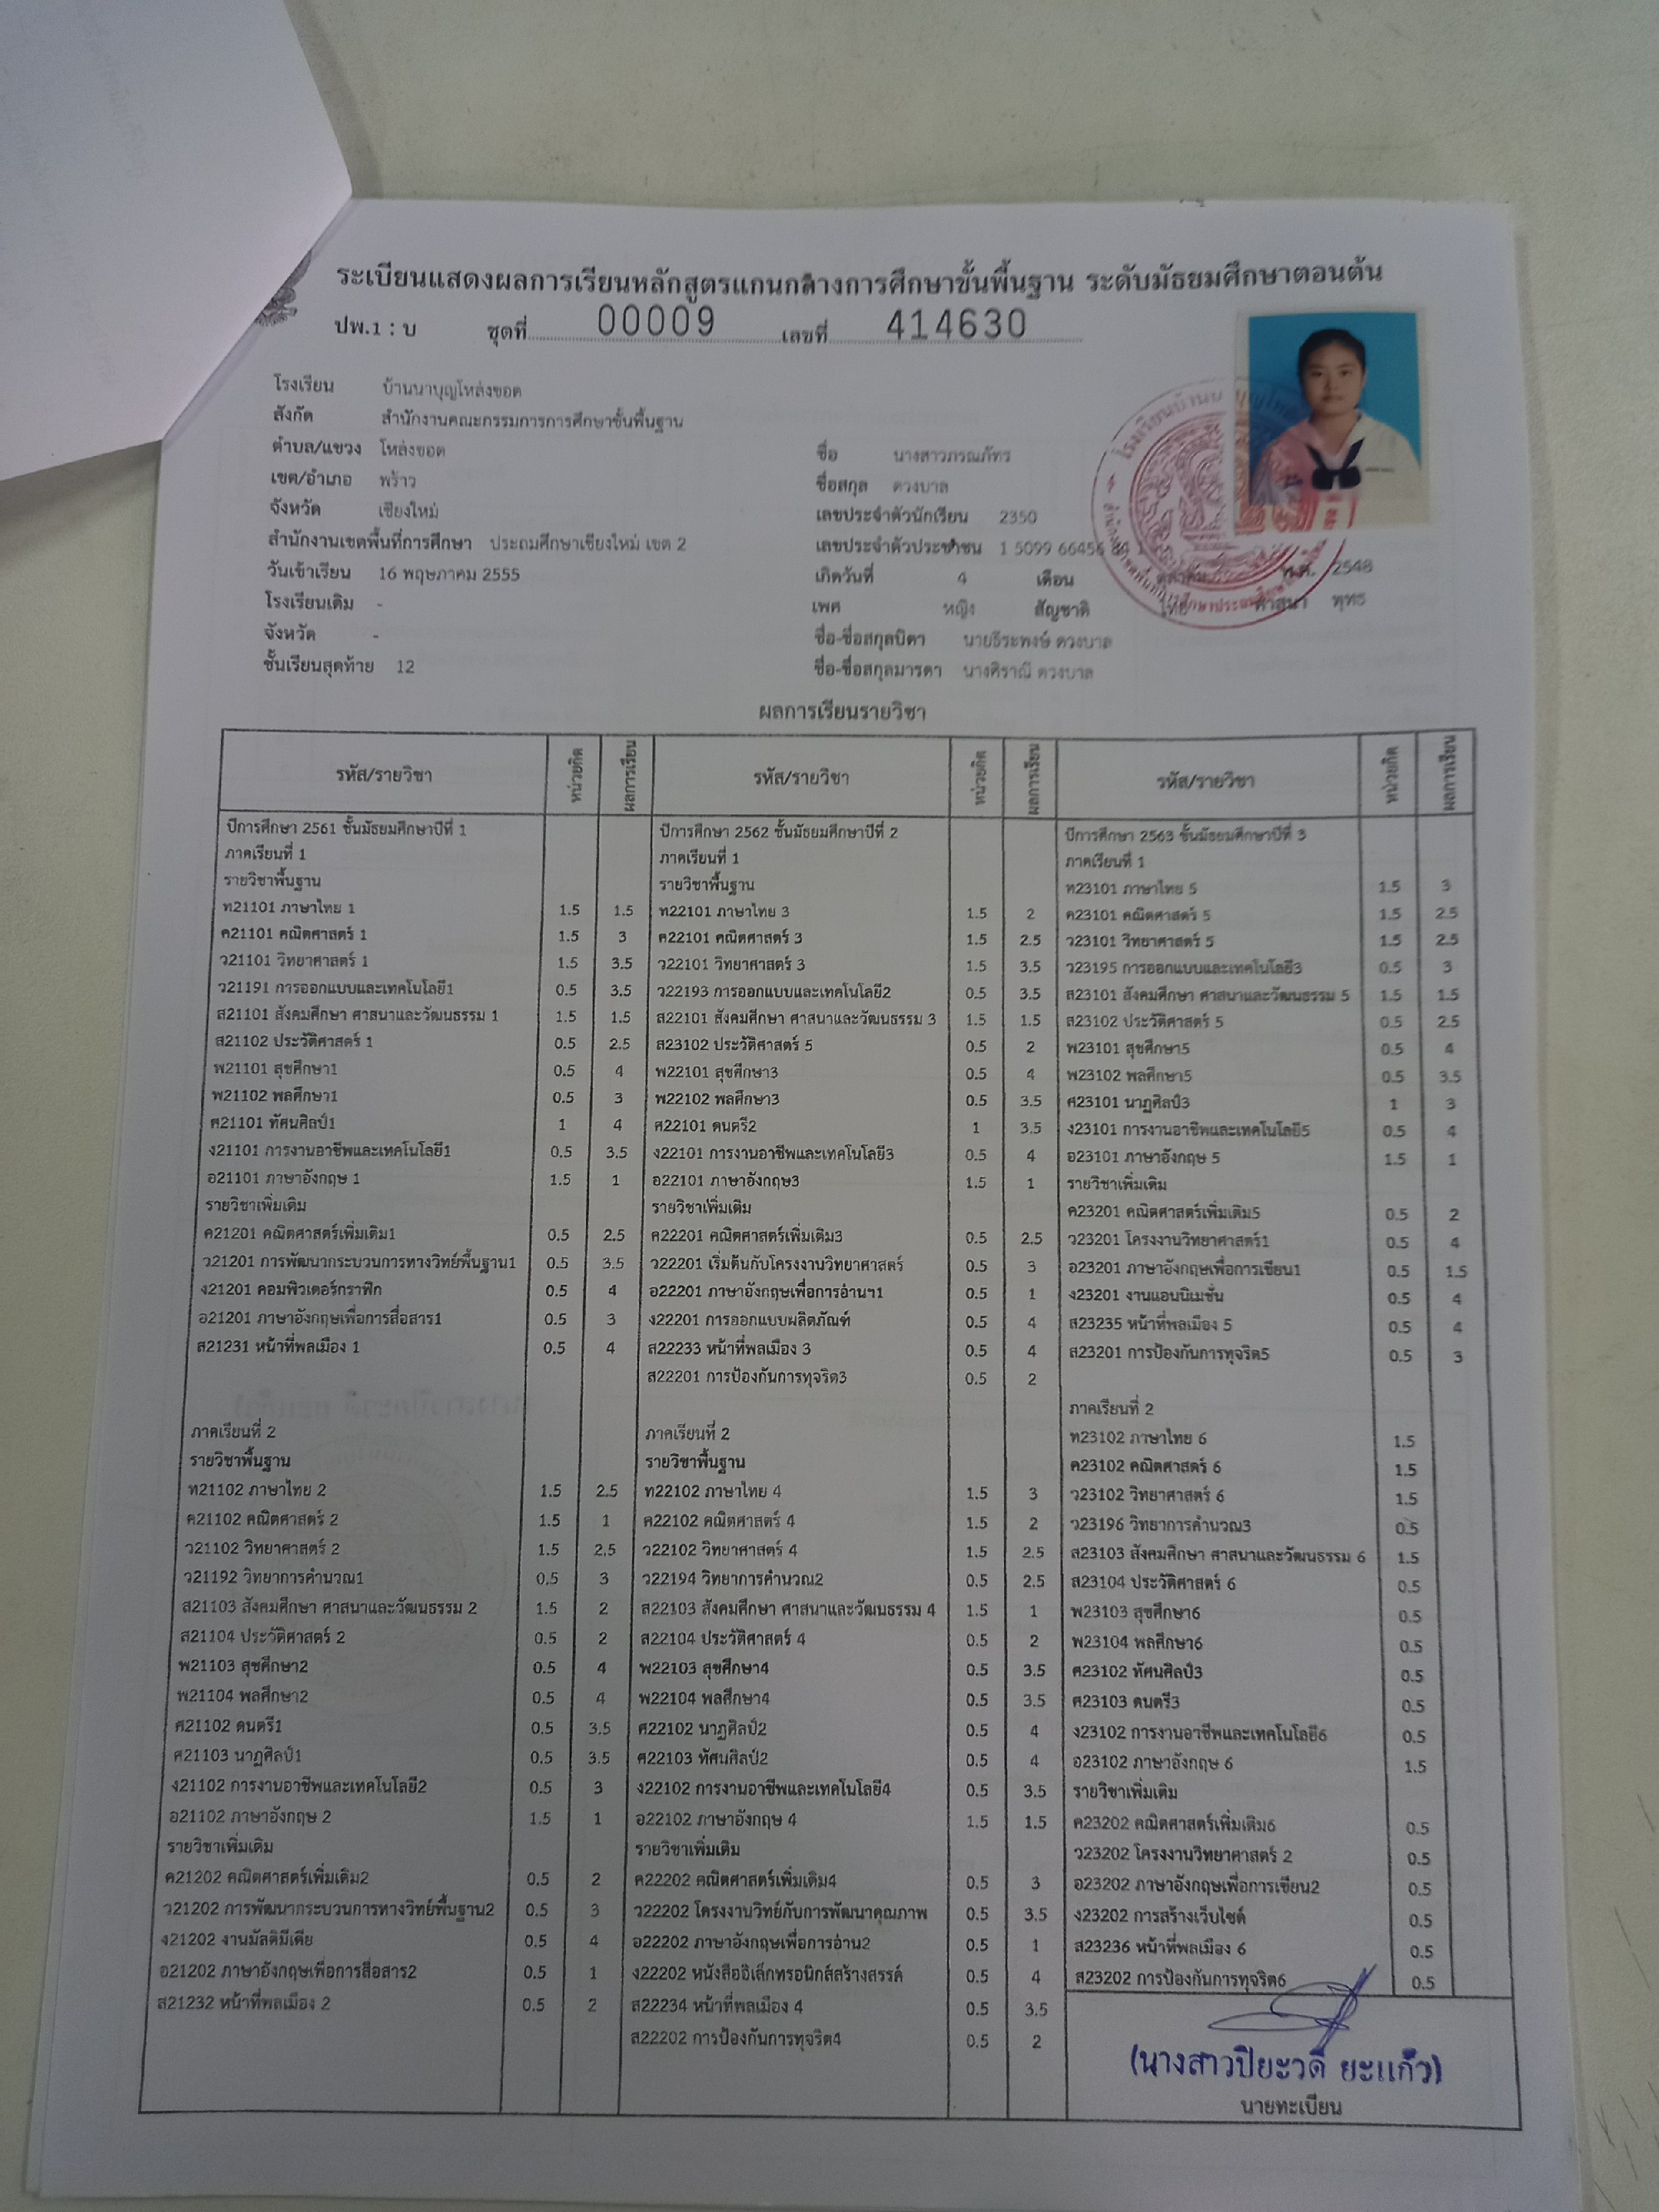 ระเบียนแสดงผลการเรียนหลักสูตรแกนกลางการศึกษาขั้นพื้นฐาน ระดับมัธยมศึกษาตอนต้น
ปพ.1 : บ ชุดที่ 00009 เลขที่ 414630
โรงเรียน บ้านนาบุญโหล่งขอด
สังกัด สำนักงานคณะกรรมการการศึกษาขั้นพื้นฐาน
ตำบล/แขวง โหล่งขอด
เขต/อำเภอ พร้าว
จังหวัด เชียงใหม่
สำนักงานเขตพื้นที่การศึกษา ประถมศึกษาเชียงใหม่ เขต 2
วันเข้าเรียน 16 พฤษภาคม 2555
โรงเรียนเดิม -
จังหวัด -
ชั้นเรียนสุดท้าย 12
ชื่อ นางสาวภรณภัทร
ชื่อสกุล ดวงบาล
เลขประจำตัวนักเรียน 2350
เลขประจำตัวประชาชน 1 5099 66456 84 1
เกิดวันที่ 4 เดือน ตุลาคม พ.ศ. 2548
เพศ หญิง สัญชาติ ไทย ศาสนา พุทธ
ชื่อ-ชื่อสกุลบิดา นายธีระพงษ์ ดวงบาล
ชื่อ-ชื่อสกุลมารดา นางศิราณี ดวงบาล
ผลการเรียนรายวิชา
รหัส/รายวิชา หน่วยกิต ผลการเรียน รหัส/รายวิชา หน่วยกิต ผลการเรียน รหัส/รายวิชา หน่วยกิต ผลการเรียน
ปีการศึกษา 2561 ชั้นมัธยมศึกษาปีที่ 1
ภาคเรียนที่ 1
รายวิชาพื้นฐาน
ท21101 ภาษาไทย 1 1.5 1.5
ค21101 คณิตศาสตร์ 1 1.5 3
ว21101 วิทยาศาสตร์ 1 1.5 3.5
ว21191 การออกแบบและเทคโนโลยี1 0.5 3.5
ส21101 สังคมศึกษา ศาสนาและวัฒนธรรม 1 1.5 1.5
ส21102 ประวัติศาสตร์ 1 0.5 2.5
พ21101 สุขศึกษา1 0.5 4
พ21102 พลศึกษา1 0.5 3
ศ21101 ทัศนศิลป์1 1 4
ง21101 การงานอาชีพและเทคโนโลยี1 0.5 3.5
อ21101 ภาษาอังกฤษ 1 1.5 1
รายวิชาเพิ่มเติม
ค21201 คณิตศาสตร์เพิ่มเติม1 0.5 2.5
ว21201 การพัฒนากระบวนการทางวิทย์พื้นฐาน1 0.5 3.5
ง21201 คอมพิวเตอร์กราฟิก 0.5 4
อ21201 ภาษาอังกฤษเพื่อการสื่อสาร1 0.5 3
ส21231 หน้าที่พลเมือง 1 0.5 4
ภาคเรียนที่ 2
รายวิชาพื้นฐาน
ท21102 ภาษาไทย 2 1.5 2.5
ค21102 คณิตศาสตร์ 2 1.5 1
ว21102 วิทยาศาสตร์ 2 1.5 2.5
ว21192 วิทยาการคำนวณ1 0.5 3
ส21103 สังคมศึกษา ศาสนาและวัฒนธรรม 2 1.5 2
ส21104 ประวัติศาสตร์ 2 0.5 2
พ21103 สุขศึกษา2 0.5 4
พ21104 พลศึกษา2 0.5 4
ศ21102 ดนตรี1 0.5 3.5
ศ21103 นาฏศิลป์1 0.5 3.5
ง21102 การงานอาชีพและเทคโนโลยี2 0.5 3
อ21102 ภาษาอังกฤษ 2 1.5 1
รายวิชาเพิ่มเติม
ค21202 คณิตศาสตร์เพิ่มเติม2 0.5 2
ว21202 การพัฒนากระบวนการทางวิทย์พื้นฐาน2 0.5 3
ง21202 งานมัลติมีเดีย 0.5 4
อ21202 ภาษาอังกฤษเพื่อการสื่อสาร2 0.5 1
ส21232 หน้าที่พลเมือง 2 0.5 2
ปีการศึกษา 2562 ชั้นมัธยมศึกษาปีที่ 2
ภาคเรียนที่ 1
รายวิชาพื้นฐาน
ท22101 ภาษาไทย 3 1.5 2
ค22101 คณิตศาสตร์ 3 1.5 2.5
ว22101 วิทยาศาสตร์ 3 1.5 3.5
ว22193 การออกแบบและเทคโนโลยี2 0.5 3.5
ส22101 สังคมศึกษา ศาสนาและวัฒนธรรม 3 1.5 1.5
ส23102 ประวัติศาสตร์ 5 0.5 2
พ22101 สุขศึกษา3 0.5 4
พ22102 พลศึกษา3 0.5 3.5
ศ22101 ดนตรี2 1 3.5
ง22101 การงานอาชีพและเทคโนโลยี3 0.5 4
อ22101 ภาษาอังกฤษ3 1.5 1
รายวิชาเพิ่มเติม
ค22201 คณิตศาสตร์เพิ่มเติม3 0.5 2.5
ว22201 เริ่มต้นกับโครงงานวิทยาศาสตร์ 0.5 3
อ22201 ภาษาอังกฤษเพื่อการอ่านฯ1 0.5 1
ง22201 การออกแบบผลิตภัณฑ์ 0.5 4
ส22233 หน้าที่พลเมือง 3 0.5 4
ส22201 การป้องกันการทุจริต3 0.5 2
ภาคเรียนที่ 2
รายวิชาพื้นฐาน
ท22102 ภาษาไทย 4 1.5 3
ค22102 คณิตศาสตร์ 4 1.5 2
ว22102 วิทยาศาสตร์ 4 1.5 2.5
ว22194 วิทยาการคำนวณ2 0.5 2.5
ส22103 สังคมศึกษา ศาสนาและวัฒนธรรม 4 1.5 1
ส22104 ประวัติศาสตร์ 4 0.5 2
พ22103 สุขศึกษา4 0.5 3.5
พ22104 พลศึกษา4 0.5 3.5
ศ22102 นาฏศิลป์2 0.5 4
ศ22103 ทัศนศิลป์2 0.5 4
ง22102 การงานอาชีพและเทคโนโลยี4 0.5 3.5
อ22102 ภาษาอังกฤษ 4 1.5 1.5
รายวิชาเพิ่มเติม
ค22202 คณิตศาสตร์เพิ่มเติม4 0.5 3
ว22202 โครงงานวิทย์กับการพัฒนาคุณภาพ 0.5 3.5
อ22202 ภาษาอังกฤษเพื่อการอ่าน2 0.5 1
ง22202 หนังสืออิเล็กทรอนิกส์สร้างสรรค์ 0.5 4
ส22234 หน้าที่พลเมือง 4 0.5 3.5
ส22202 การป้องกันการทุจริต4 0.5 2
ปีการศึกษา 2563 ชั้นมัธยมศึกษาปีที่ 3
ภาคเรียนที่ 1
ท23101 ภาษาไทย 5 1.5 3
ค23101 คณิตศาสตร์ 5 1.5 2.5
ว23101 วิทยาศาสตร์ 5 1.5 2.5
ว23195 การออกแบบและเทคโนโลยี3 0.5 3
ส23101 สังคมศึกษา ศาสนาและวัฒนธรรม 5 1.5 1.5
ส23102 ประวัติศาสตร์ 5 0.5 2.5
พ23101 สุขศึกษา5 0.5 4
พ23102 พลศึกษา5 0.5 3.5
ศ23101 นาฏศิลป์3 1 3
ง23101 การงานอาชีพและเทคโนโลยี5 0.5 4
อ23101 ภาษาอังกฤษ 5 1.5 1
รายวิชาเพิ่มเติม
ค23201 คณิตศาสตร์เพิ่มเติม5 0.5 2
ว23201 โครงงานวิทยาศาสตร์1 0.5 4
อ23201 ภาษาอังกฤษเพื่อการเขียน1 0.5 1.5
ง23201 งานแอนนิเมชั่น 0.5 4
ส23235 หน้าที่พลเมือง 5 0.5 4
ส23201 การป้องกันการทุจริต5 0.5 3
ภาคเรียนที่ 2
ท23102 ภาษาไทย 6 1.5
ค23102 คณิตศาสตร์ 6 1.5
ว23102 วิทยาศาสตร์ 6 1.5
ว23196 วิทยาการคำนวณ3 0.5
ส23103 สังคมศึกษา ศาสนาและวัฒนธรรม 6 1.5
ส23104 ประวัติศาสตร์ 6 0.5
พ23103 สุขศึกษา6 0.5
พ23104 พลศึกษา6 0.5
ศ23102 ทัศนศิลป์3 0.5
ศ23103 ดนตรี3 0.5
ง23102 การงานอาชีพและเทคโนโลยี6 0.5
อ23102 ภาษาอังกฤษ 6 1.5
รายวิชาเพิ่มเติม
ค23202 คณิตศาสตร์เพิ่มเติม6 0.5
ว23202 โครงงานวิทยาศาสตร์ 2 0.5
อ23202 ภาษาอังกฤษเพื่อการเขียน2 0.5
ง23202 การสร้างเว็บไซต์ 0.5
ส23236 หน้าที่พลเมือง 6 0.5
ส23202 การป้องกันการทุจริต6 0.5
(นางสาวปิยะวดี ยะแก้ว)
นายทะเบียน